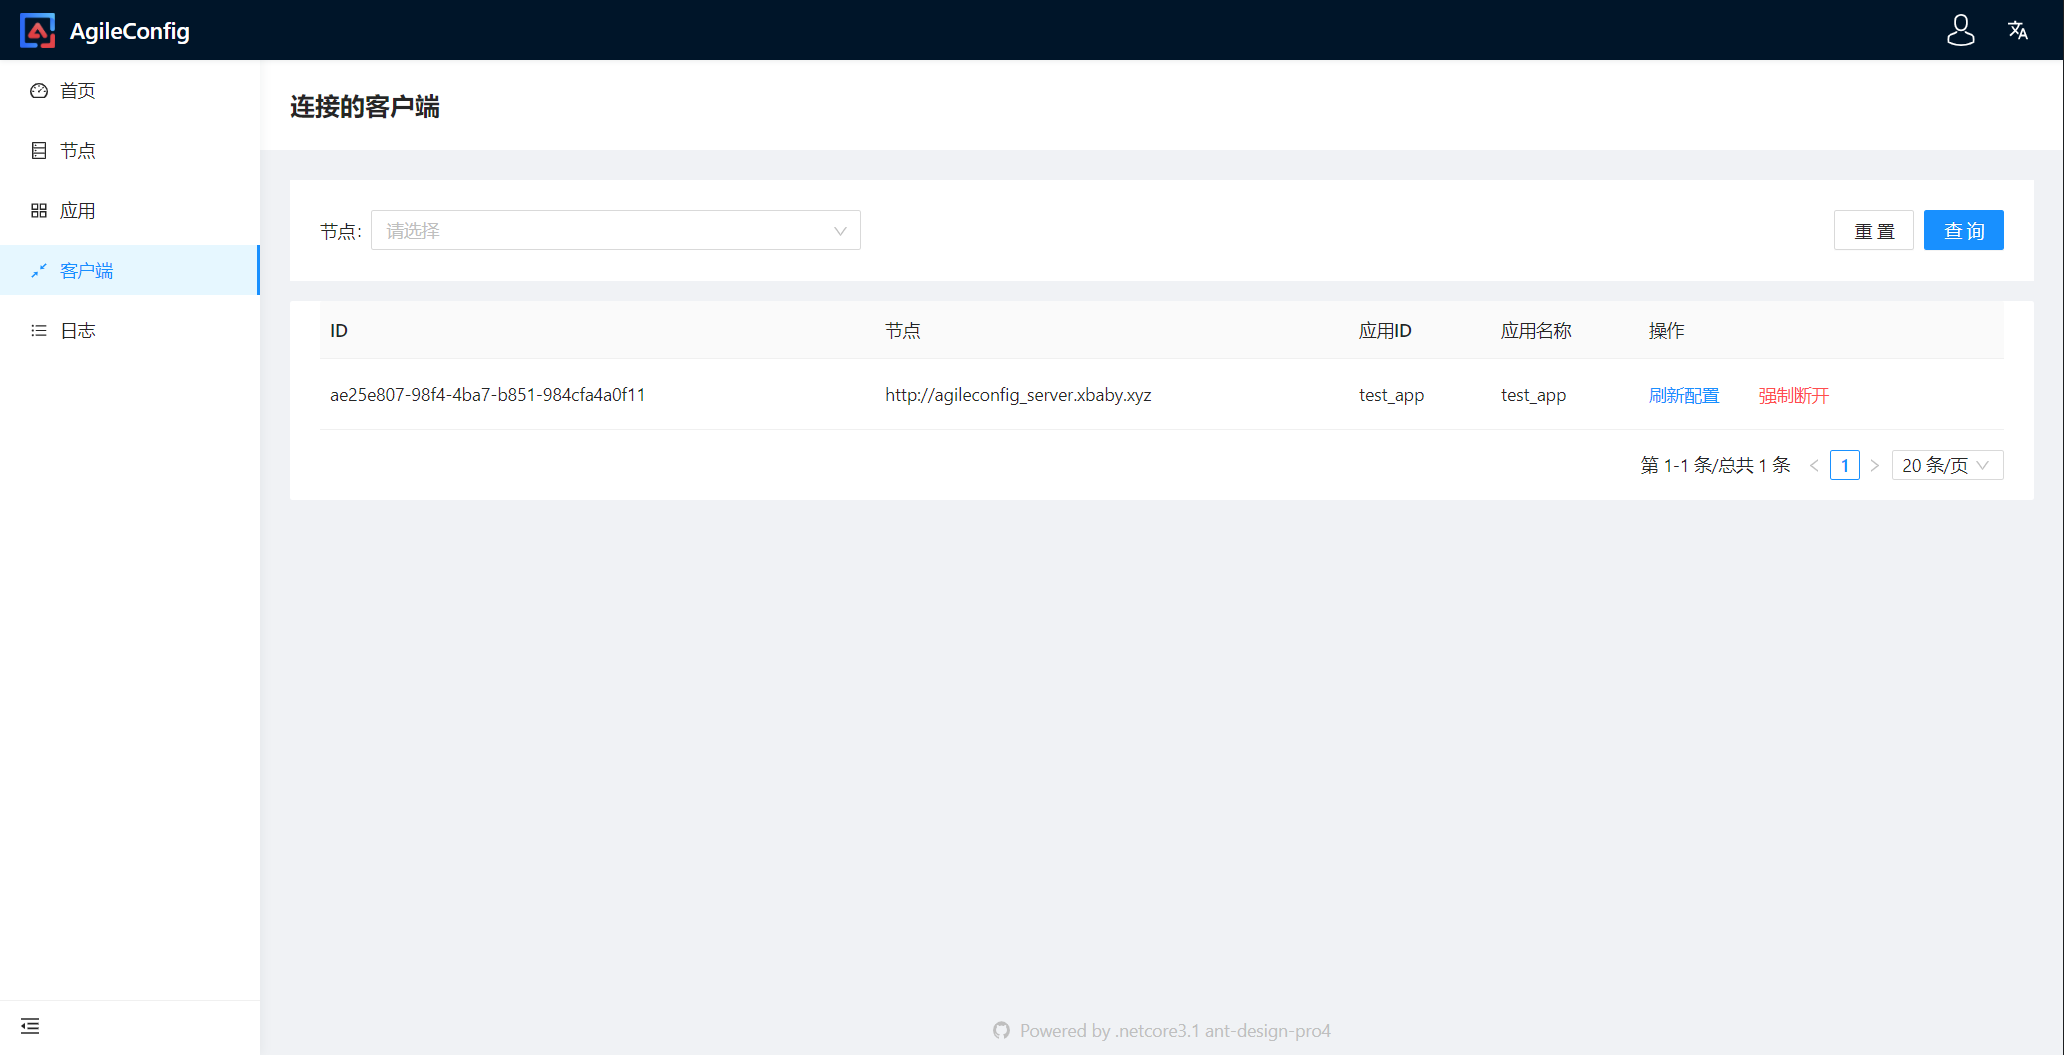 AgileConfig
首页
节点
应用
客户端
日志
连接的客户端
节点: 请选择 重 置 查 询
ID 节点 应用ID 应用名称 操作
ae25e807-98f4-4ba7-b851-984cfa4a0f11 http://agileconfig_server.xbaby.xyz test_app test_app 刷新配置 强制断开
第 1-1 条/总共 1 条 < 1 > 20 条/页
Powered by .netcore3.1 ant-design-pro4